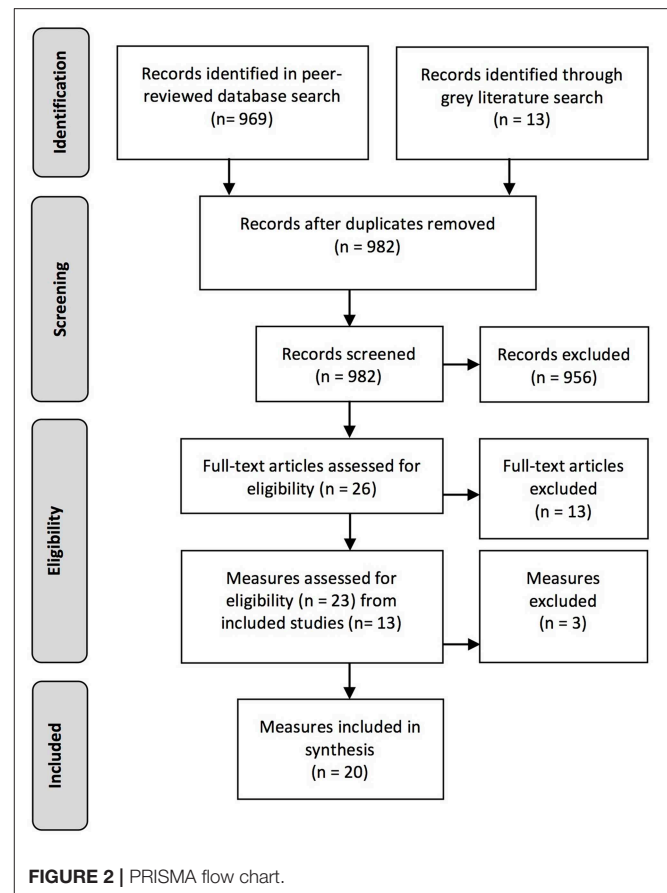 Identification
Records identified in peer-
reviewed database search
(n= 969)
Records identified through
grey literature search
(n = 13)
Screening
Records after duplicates removed
(n = 982)
Records screened
(n = 982)
Records excluded
(n = 956)
Eligibility
Full-text articles assessed for
eligibility (n = 26)
Full-text articles
excluded
(n = 13)
Measures assessed for
eligibility (n = 23) from
included studies (n= 13)
Measures
excluded
(n = 3)
Included
Measures included in
synthesis
(n = 20)
FIGURE 2 | PRISMA flow chart.